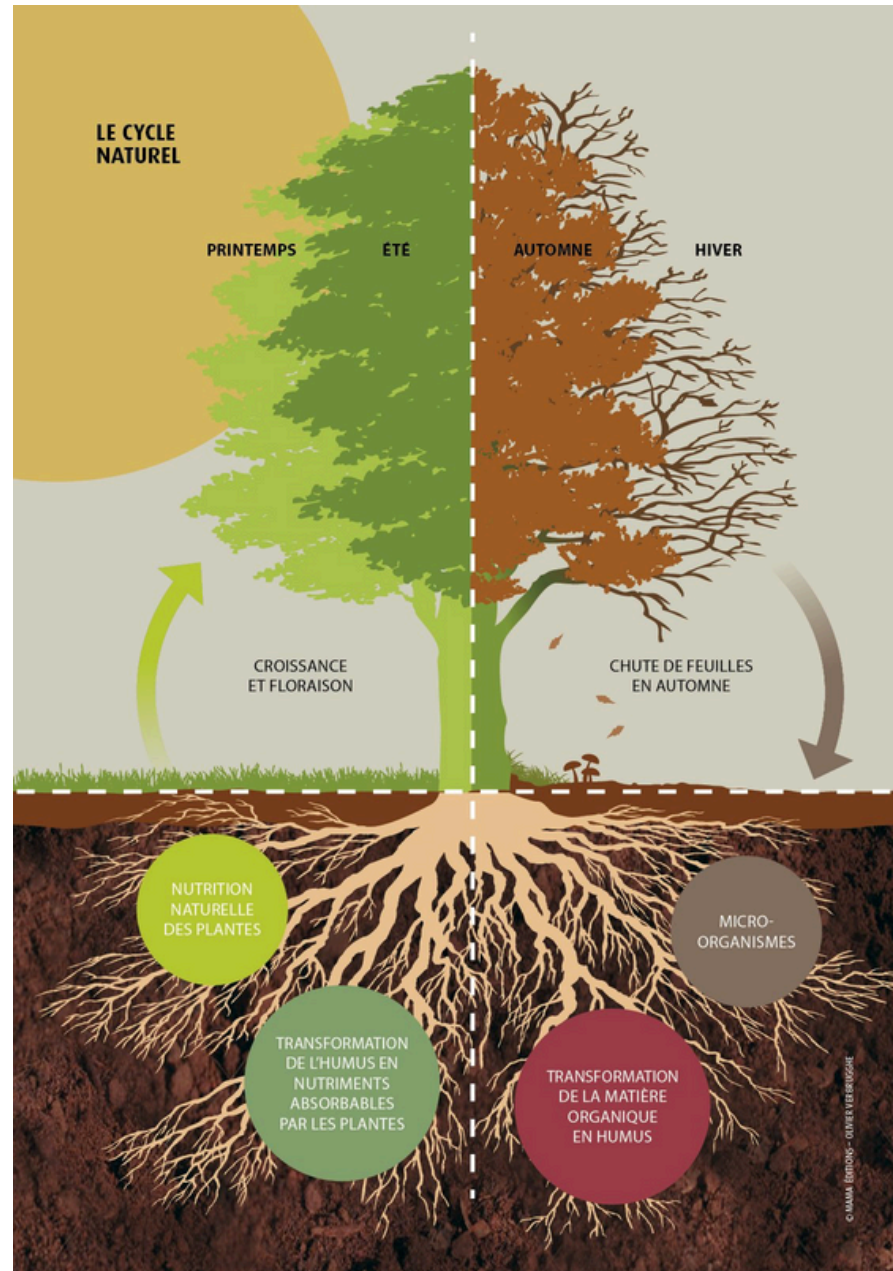 LE CYCLE
NATUREL
PRINTEMPS
ÉTÉ
AUTOMNE
HIVER
CROISSANCE
ET FLORAISON
CHUTE DE FEUILLES
EN AUTOMNE
NUTRITION
NATURELLE
DES PLANTES
MICRO-
ORGANISMES
TRANSFORMATION
DE L'HUMUS EN
NUTRIMENTS
ABSORBABLES
PAR LES PLANTES
TRANSFORMATION
DE LA MATIÈRE
ORGANIQUE
EN HUMUS
© MAMA ÉDITIONS – OLIVIER VERBRUGGHE